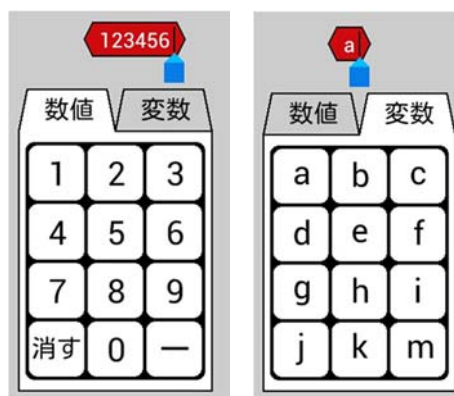 123456
数値 変数
1 2 3
4 5 6
7 8 9
消す 0 ー
a
数値 変数
a b c
d e f
g h i
j k m